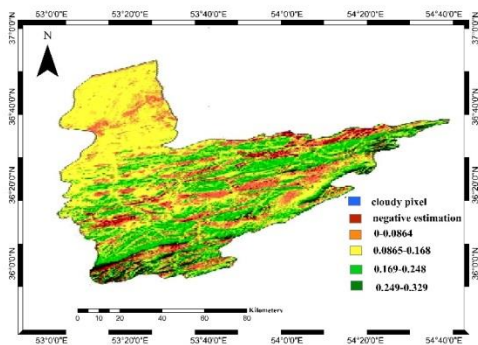 53°0'0"E 53°20'0"E 53°40'0"E 54°0'0"E 54°20'0"E 54°40'0"E
37°0'0"N
36°40'0"N
36°20'0"N
36°0'0"N
N
cloudy pixel
negative estimation
0-0.0864
0.0865-0.168
0.169-0.248
0.249-0.329
0 5 10 20 40 60 80 Kilometers
37°0'0"N
36°40'0"N
36°20'0"N
36°0'0"N
53°0'0"E 53°20'0"E 53°40'0"E 54°0'0"E 54°20'0"E 54°40'0"E